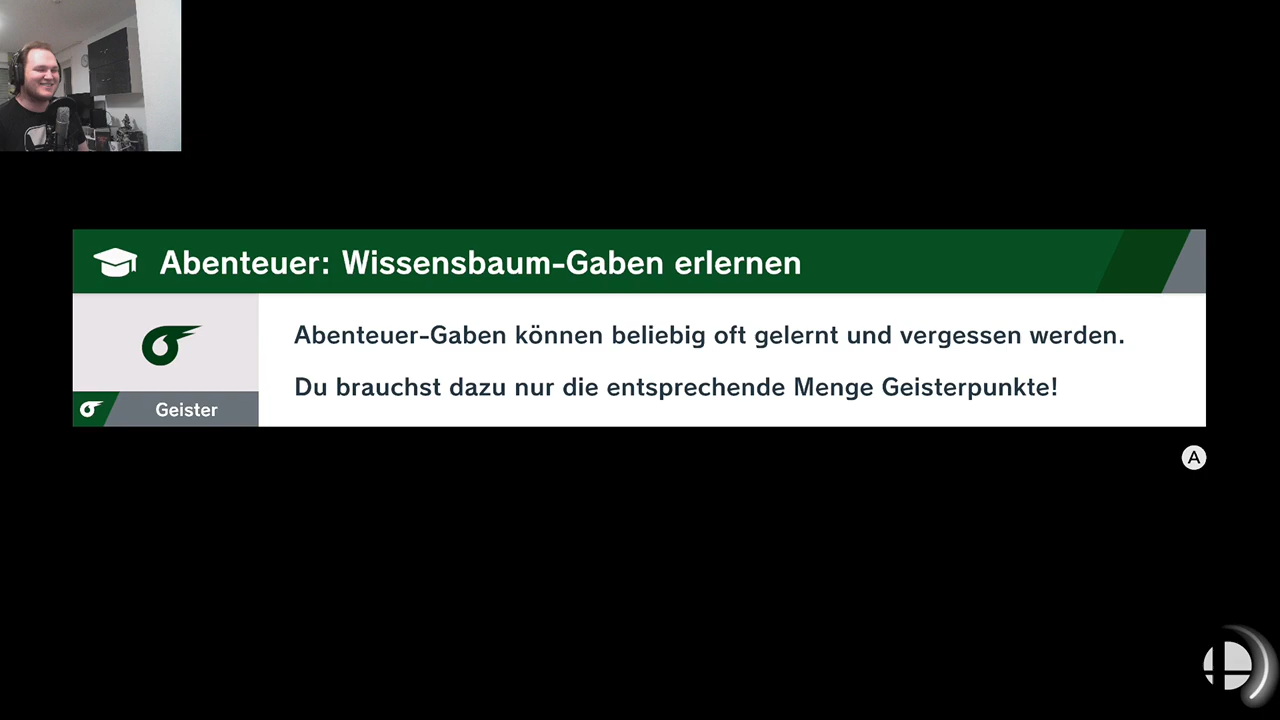 Abenteuer: Wissensbaum-Gaben erlernen
Abenteuer-Gaben können beliebig oft gelernt und vergessen werden.
Du brauchst dazu nur die entsprechende Menge Geisterpunkte!
Geister
A